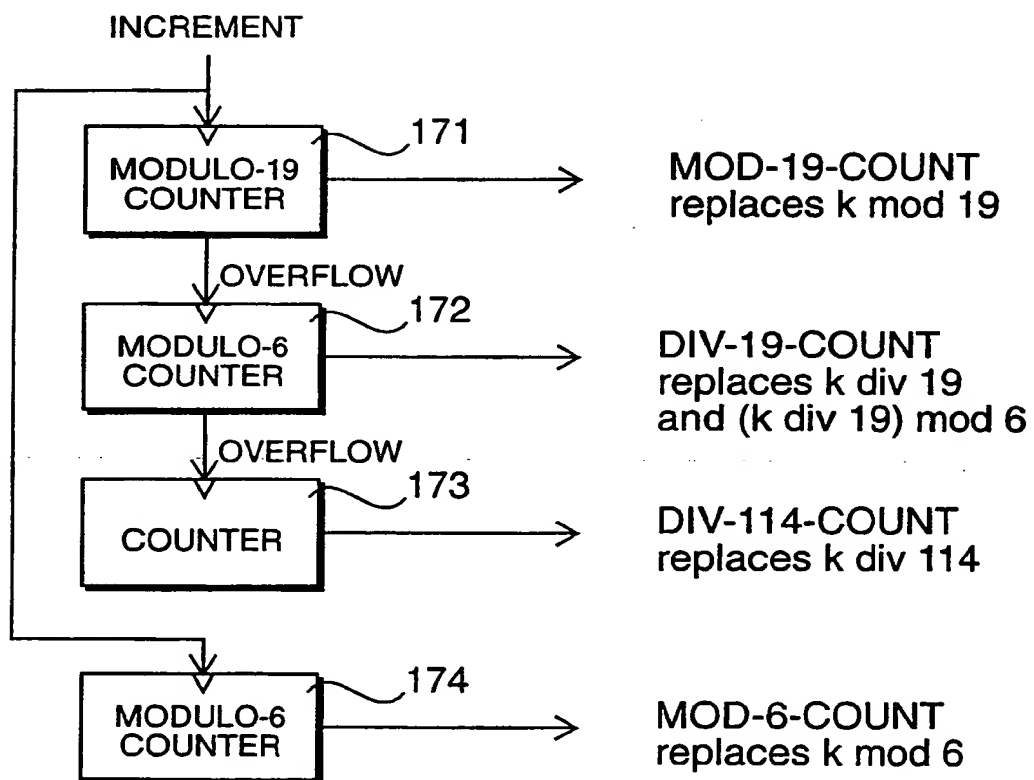 INCREMENT
MODULO-19
COUNTER
171
MOD-19-COUNT
replaces k mod 19
OVERFLOW
MODULO-6
COUNTER
172
DIV-19-COUNT
replaces k div 19
and (k div 19) mod 6
OVERFLOW
COUNTER
173
DIV-114-COUNT
replaces k div 114
MODULO-6
COUNTER
174
MOD-6-COUNT
replaces k mod 6